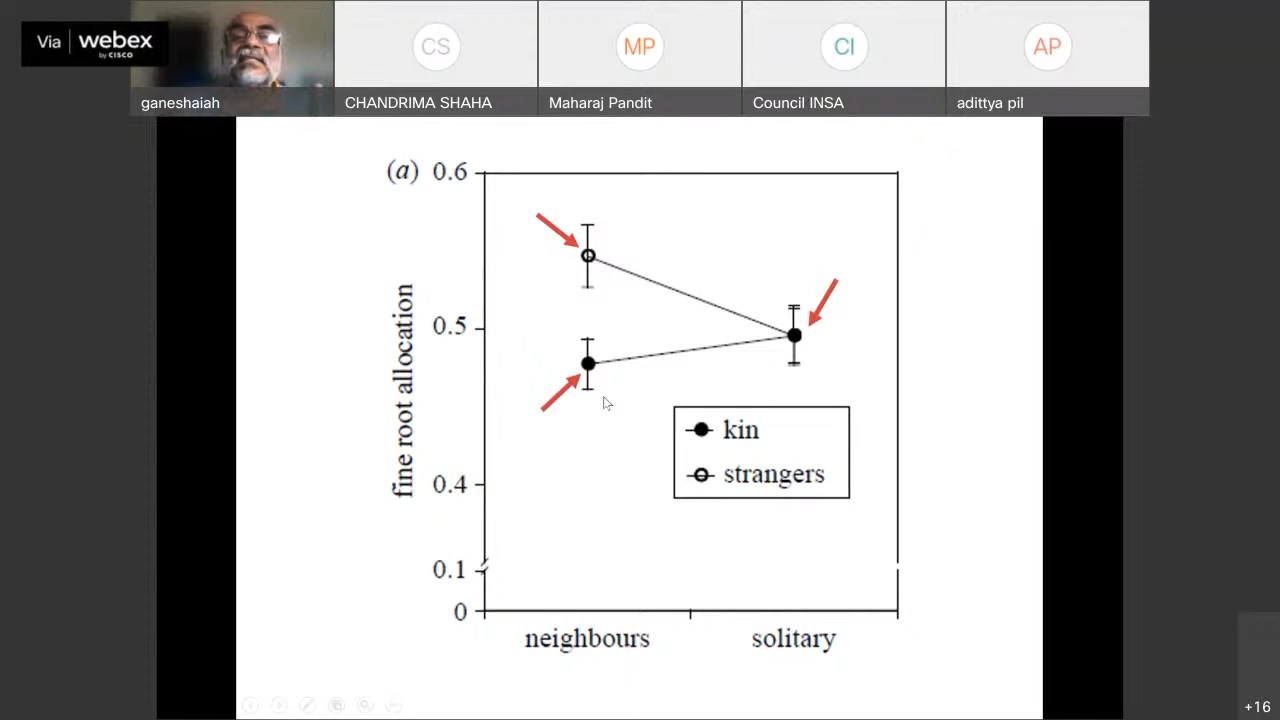 Via webex
by CISCO
CS
MP
CI
AP
ganeshaiah
CHANDRIMA SHAHA
Maharaj Pandit
Council INSA
adittya pil
(a)
0.6
0.5
0.4
0.1
0
fine root allocation
kin
strangers
neighbours
solitary
+16